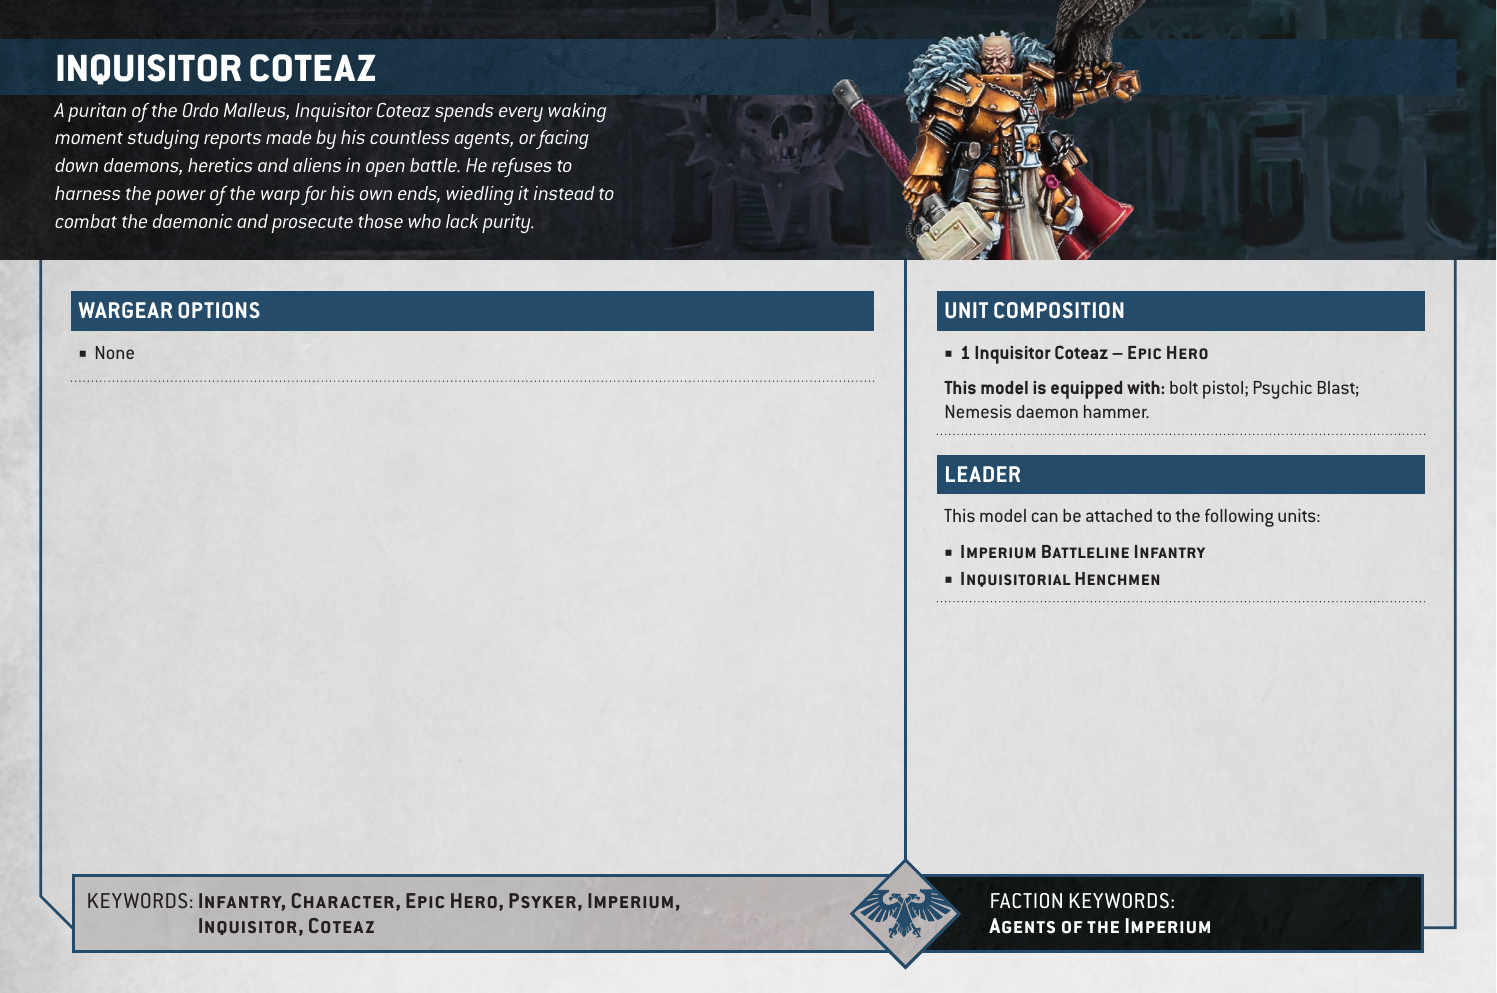 INQUISITOR COTEAZ
A puritan of the Ordo Malleus, Inquisitor Coteaz spends every waking
moment studying reports made by his countless agents, or facing
down daemons, heretics and aliens in open battle. He refuses to
harness the power of the warp for his own ends, wiedling it instead to
combat the daemonic and prosecute those who lack purity.
WARGEAR OPTIONS
▪ None
UNIT COMPOSITION
▪ 1 Inquisitor Coteaz – Epic Hero
This model is equipped with: bolt pistol; Psychic Blast;
Nemesis daemon hammer.
LEADER
This model can be attached to the following units:
▪ Imperium Battleline Infantry
▪ Inquisitorial Henchmen
KEYWORDS: Infantry, Character, Epic Hero, Psyker, Imperium,
Inquisitor, Coteaz
FACTION KEYWORDS:
Agents of the Imperium